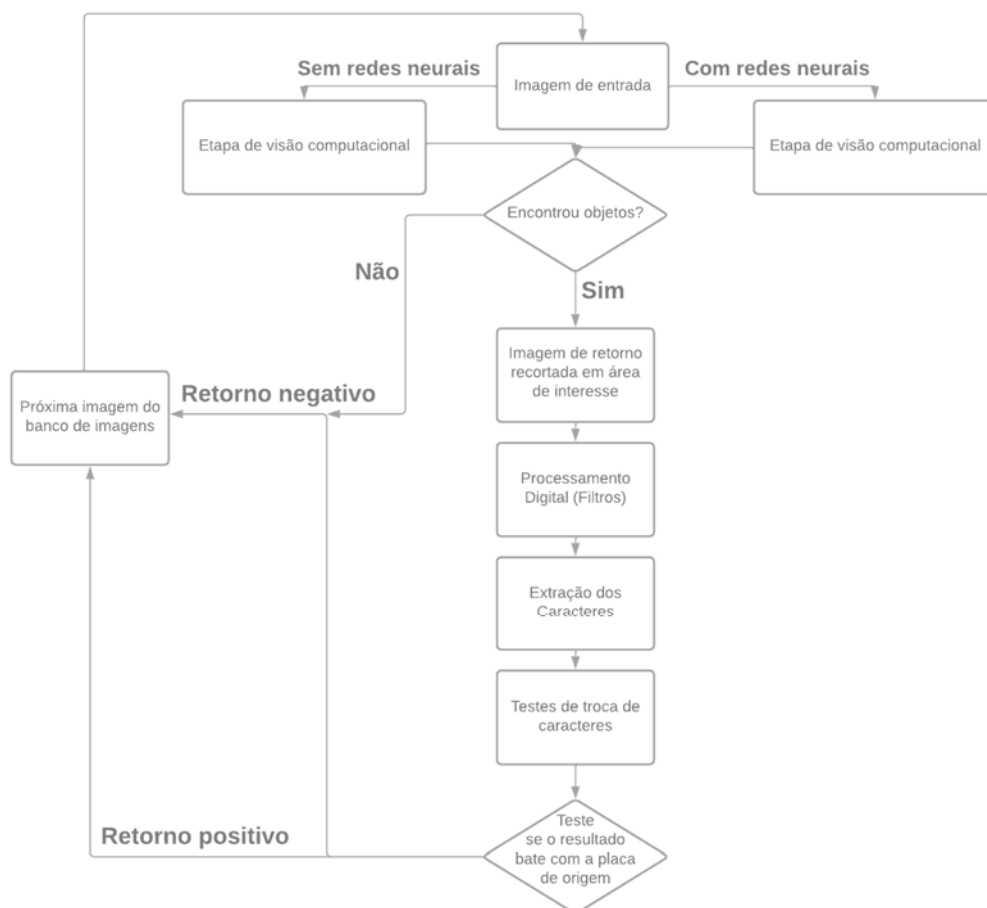 Sem redes neurais
Imagem de entrada
Com redes neurais
Etapa de visão computacional
Etapa de visão computacional
Encontrou objetos?
Não
Sim
Imagem de retorno
recortada em área
de interesse
Retorno negativo
Próxima imagem do
banco de imagens
Processamento
Digital (Filtros)
Extração dos
Caracteres
Testes de troca de
caracteres
Retorno positivo
Teste
se o resultado
bate com a placa
de origem